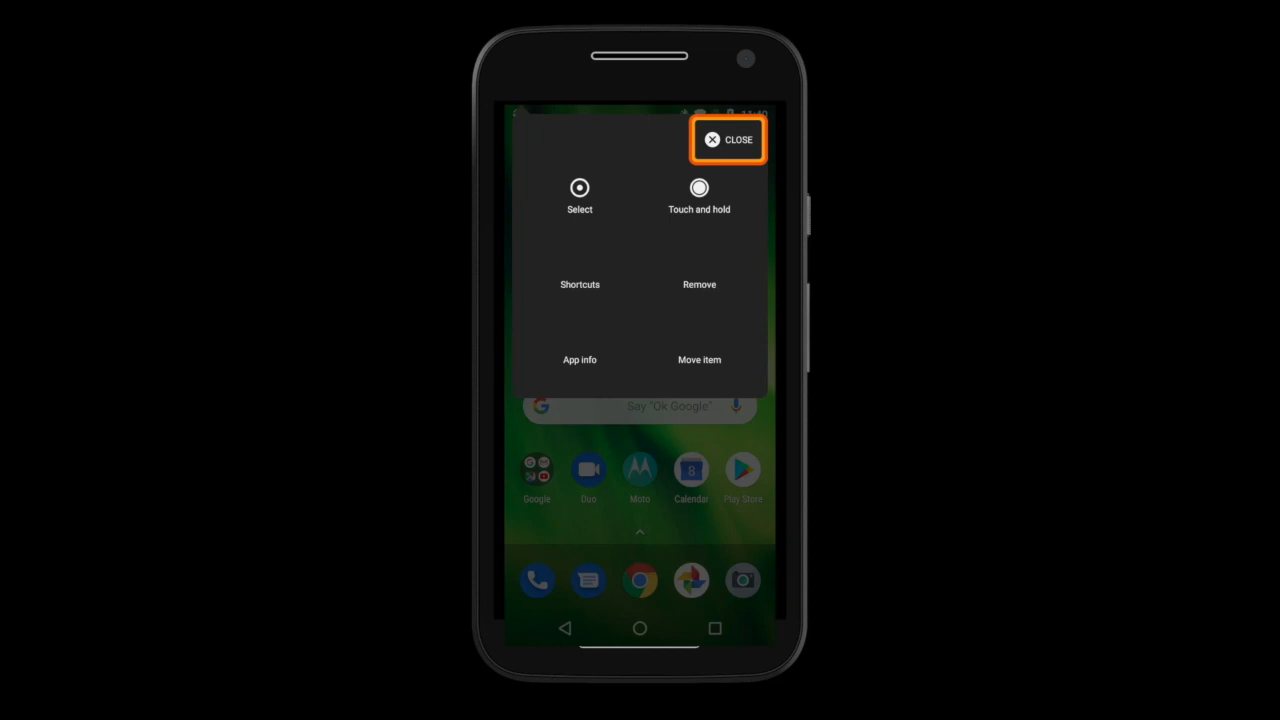 CLOSE
Select
Touch and hold
Shortcuts
Remove
App info
Move item
Say "Ok Google"
8
Google
Duo
Moto
Calendar
Play Store